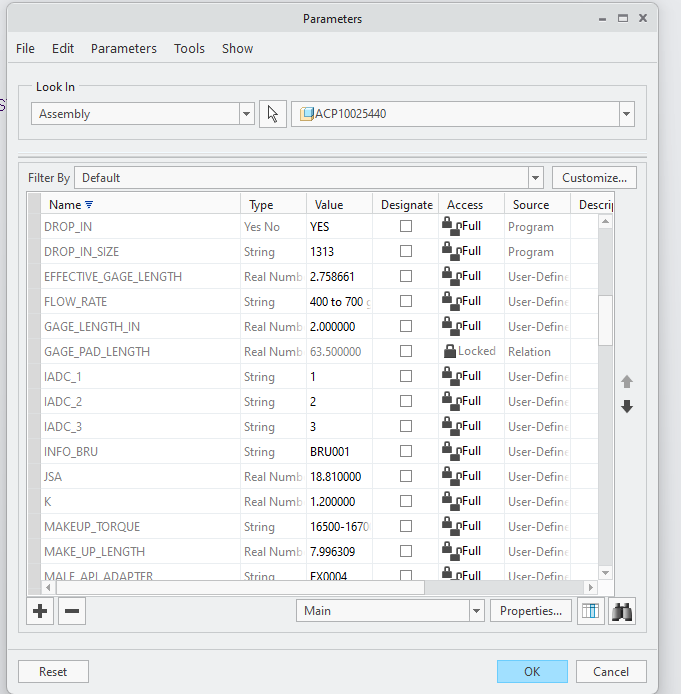 Parameters
File Edit Parameters Tools Show
Look In
Assembly ACP10025440
Filter By Default Customize...
Name Type Value Designate Access Source Descrip
DROP_IN Yes No YES Full Program
DROP_IN_SIZE String 1313 Full Program
EFFECTIVE_GAGE_LENGTH Real Numb 2.758661 Full User-Define
FLOW_RATE String 400 to 700 g Full User-Define
GAGE_LENGTH_IN Real Numb 2.000000 Full User-Define
GAGE_PAD_LENGTH Real Numb 63.500000 Locked Relation
IADC_1 String 1 Full User-Define
IADC_2 String 2 Full User-Define
IADC_3 String 3 Full User-Define
INFO_BRU String BRU001 Full User-Define
JSA Real Numb 18.810000 Full User-Define
K Real Numb 1.200000 Full User-Define
MAKEUP_TORQUE String 16500-1670 Full User-Define
MAKE_UP_LENGTH Real Numb 7.996309 Full User-Define
MALE_API_ADAPTER String FX0004 Full User-Define
Main Properties...
Reset OK Cancel